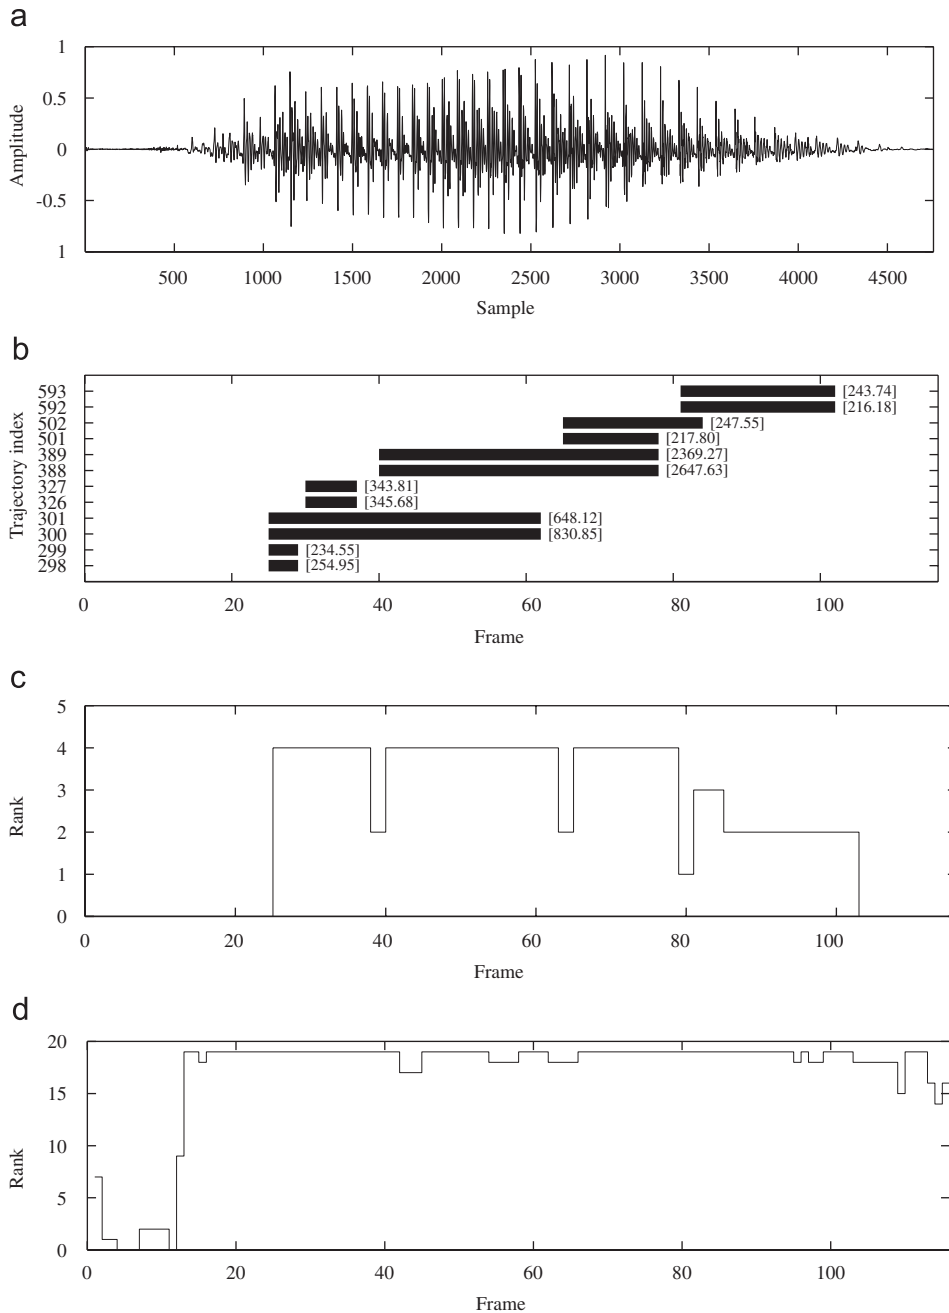 a
1
0.5
0
-0.5
1
Amplitude
500 1000 1500 2000 2500 3000 3500 4000 4500
Sample
b
593 [243.74]
592 [216.18]
502 [247.55]
501 [217.80]
389 [2369.27]
388 [2647.63]
327 [343.81]
326 [345.68]
301 [648.12]
300 [830.85]
299 [234.55]
298 [254.95]
Trajectory index
0 20 40 60 80 100
Frame
c
5
4
3
2
1
0
Rank
0 20 40 60 80 100
Frame
d
20
15
10
5
0
Rank
0 20 40 60 80 100
Frame